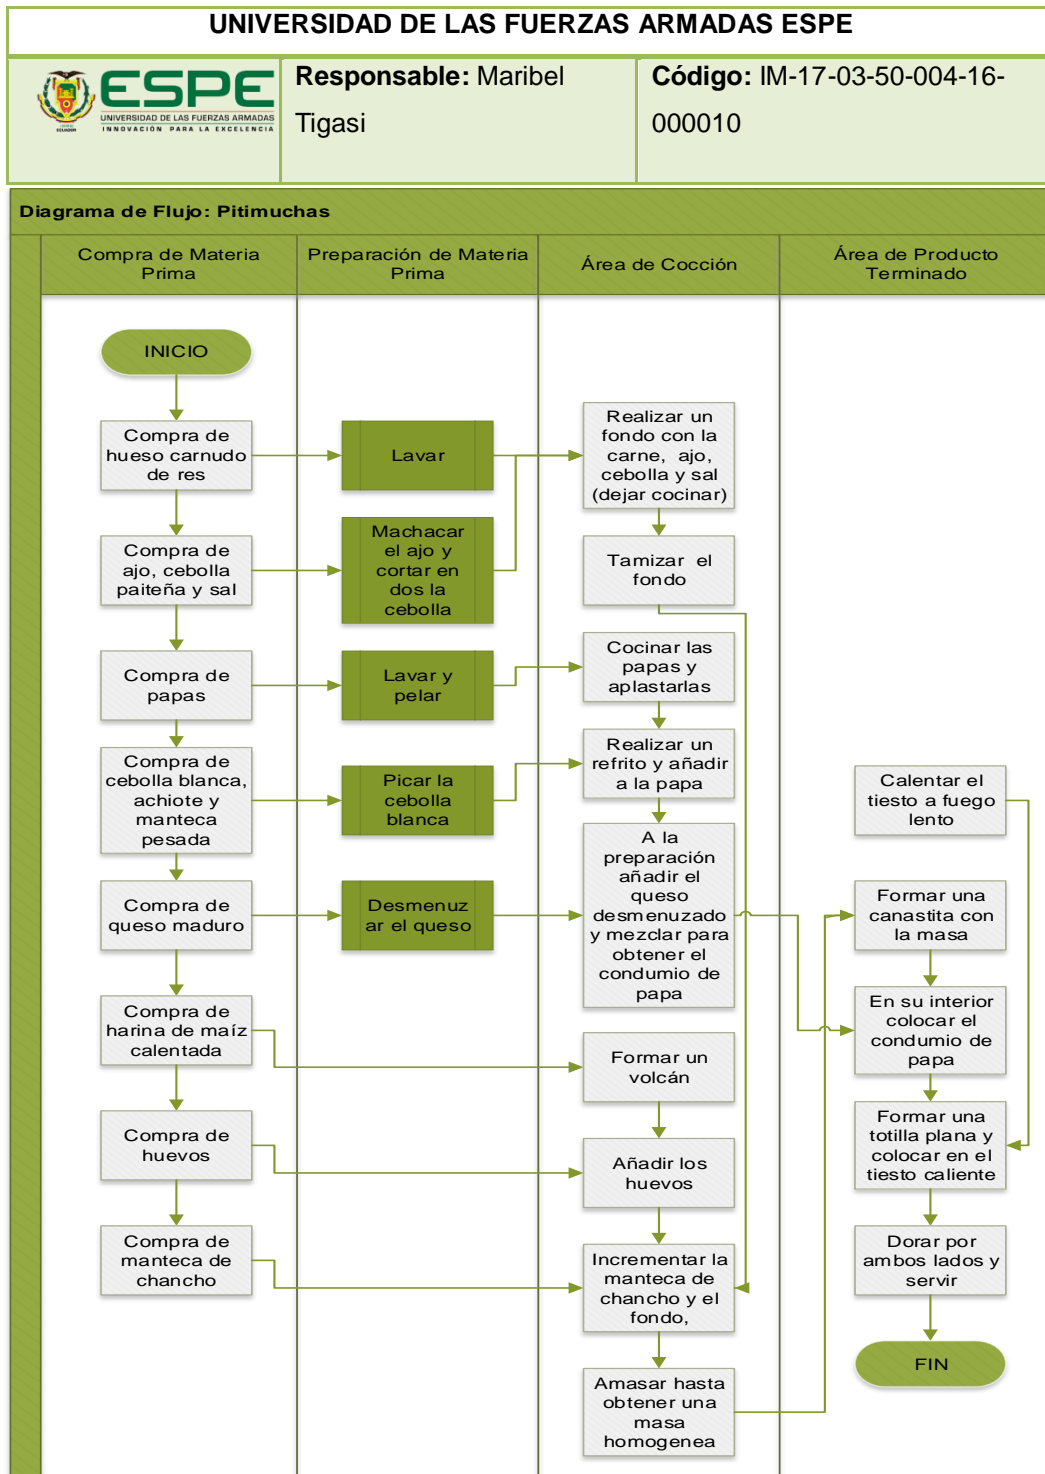 UNIVERSIDAD DE LAS FUERZAS ARMADAS ESPE
ESPE
UNIVERSIDAD DE LAS FUERZAS ARMADAS
INNOVACIÓN PARA LA EXCELENCIA
ECUADOR
Responsable: Maribel
Tigasi
Código: IM-17-03-50-004-16-
000010
Diagrama de Flujo: Pitimuchas
Compra de Materia
Prima
Preparación de Materia
Prima
Área de Cocción
Área de Producto
Terminado
INICIO
Compra de
hueso carnudo
de res
Lavar
Realizar un
fondo con la
carne, ajo,
cebolla y sal
(dejar cocinar)
Compra de
ajo, cebolla
paiteña y sal
Machacar
el ajo y
cortar en
dos la
cebolla
Tamizar el
fondo
Compra de
papas
Lavar y
pelar
Cocinar las
papas y
aplastarlas
Compra de
cebolla blanca,
achiote y
manteca
pesada
Picar la
cebolla
blanca
Realizar un
refrito y añadir
a la papa
Calentar el
tiesto a fuego
lento
Compra de
queso maduro
Desmenuz
ar el queso
A la
preparación
añadir el
queso
desmenuzado
y mezclar para
obtener el
condumio de
papa
Formar una
canastita con
la masa
Compra de
harina de maíz
calentada
Formar un
volcán
En su interior
colocar el
condumio de
papa
Compra de
huevos
Añadir los
huevos
Formar una
totilla plana y
colocar en el
tiesto caliente
Compra de
manteca de
chancho
Incrementar la
manteca de
chancho y el
fondo,
Dorar por
ambos lados y
servir
Amasar hasta
obtener una
masa
homogenea
FIN